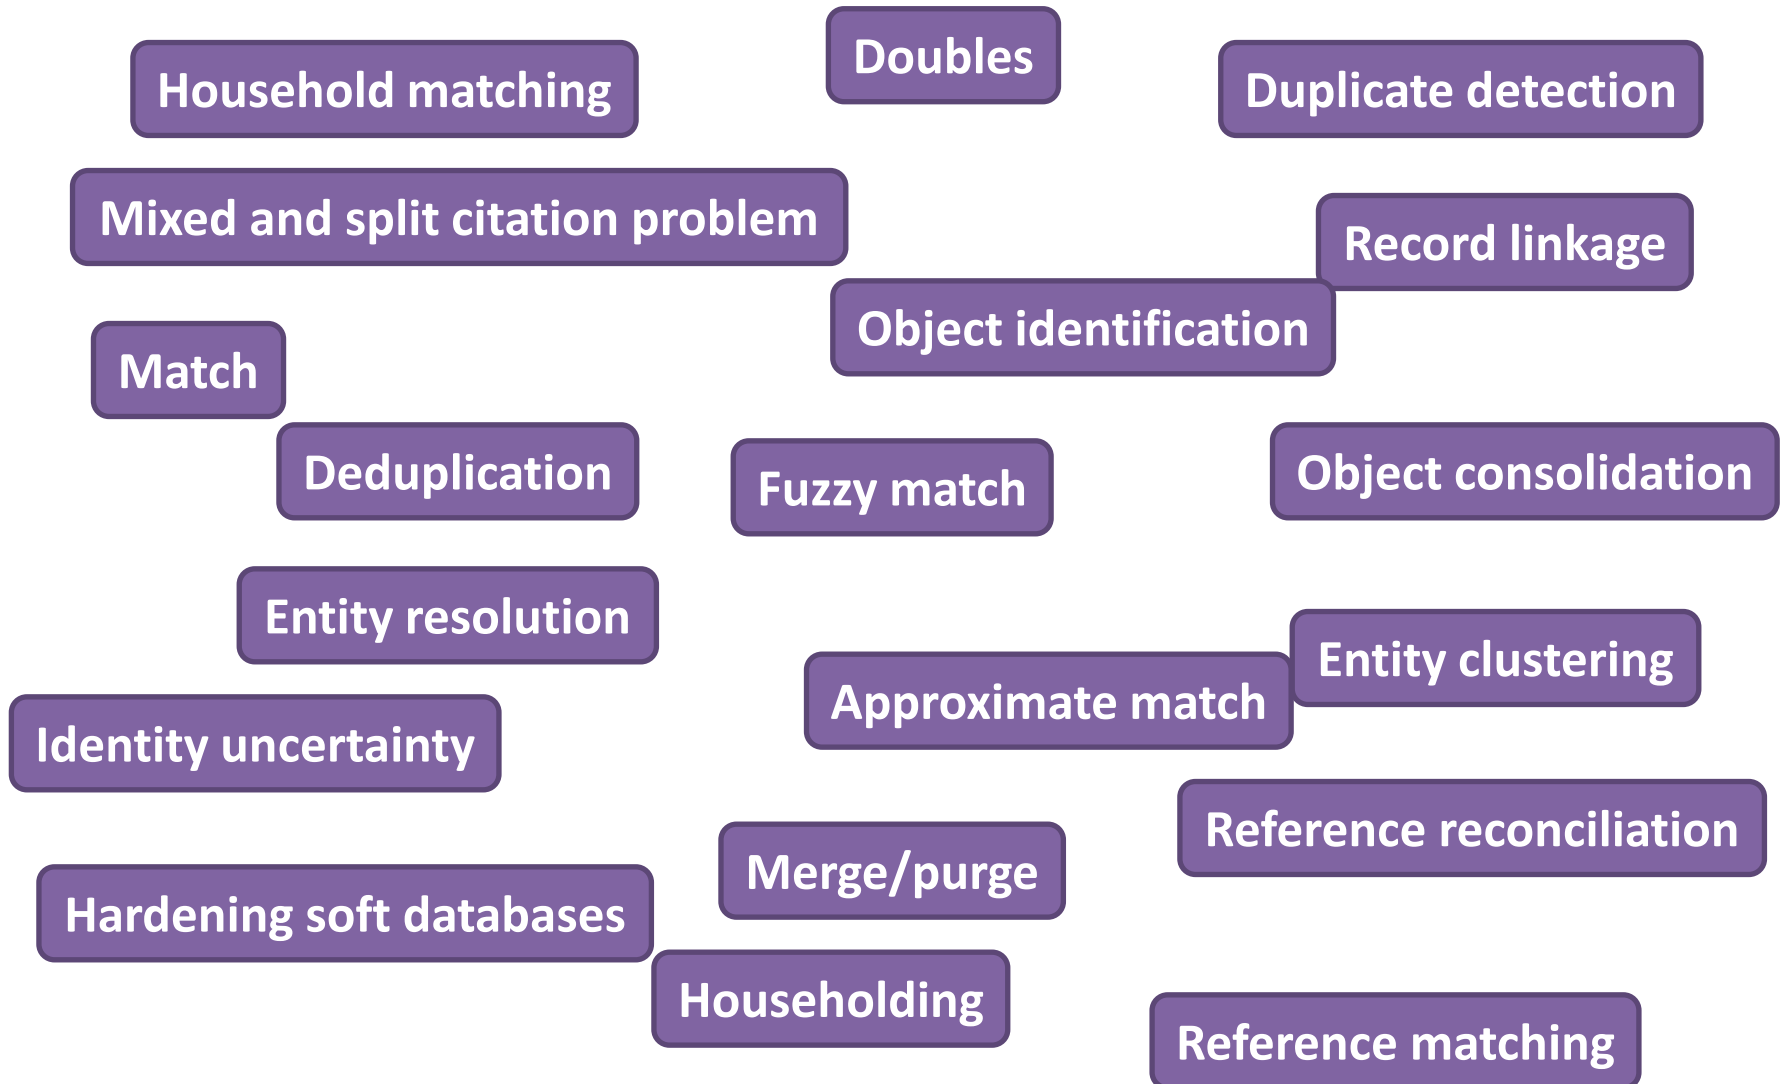 Doubles
Household matching
Duplicate detection
Mixed and split citation problem
Record linkage
Object identification
Match
Deduplication
Fuzzy match
Object consolidation
Entity resolution
Entity clustering
Approximate match
Identity uncertainty
Reference reconciliation
Merge/purge
Hardening soft databases
Householding
Reference matching